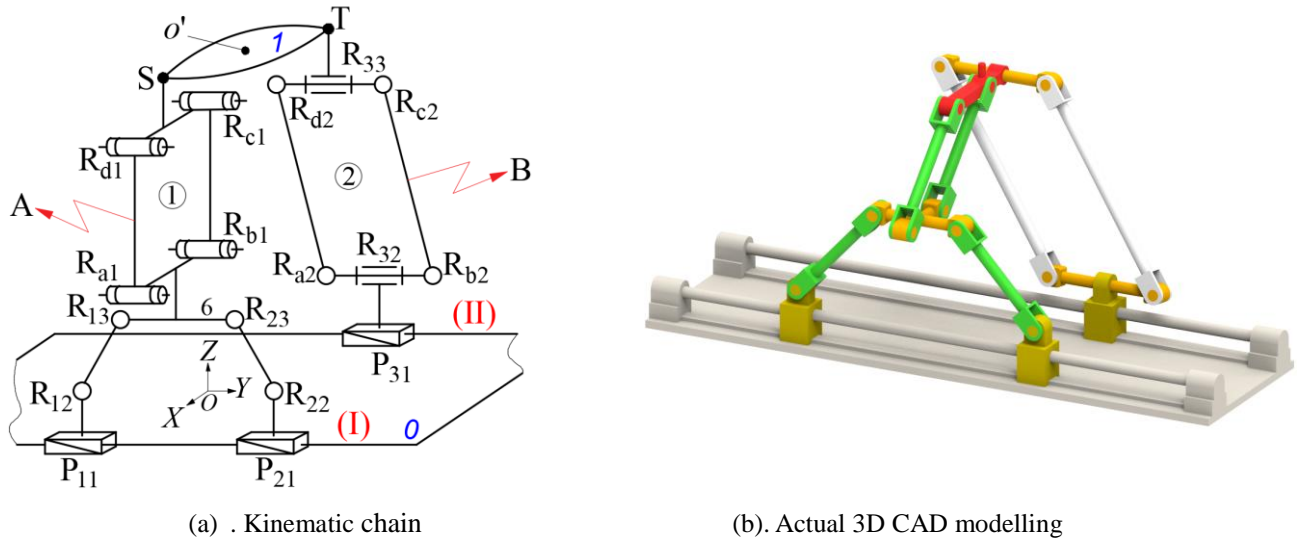 T
o'
1
S
R33
Rd2
Rc2
Rc1
Rd1
1
2
A
B
Rb1
R32
Ra1
Ra2
Rb2
R13
6
R23
(II)
P31
Z
R12
X
O
Y
R22
(I)
0
P11
P21
(a) . Kinematic chain
(b). Actual 3D CAD modelling